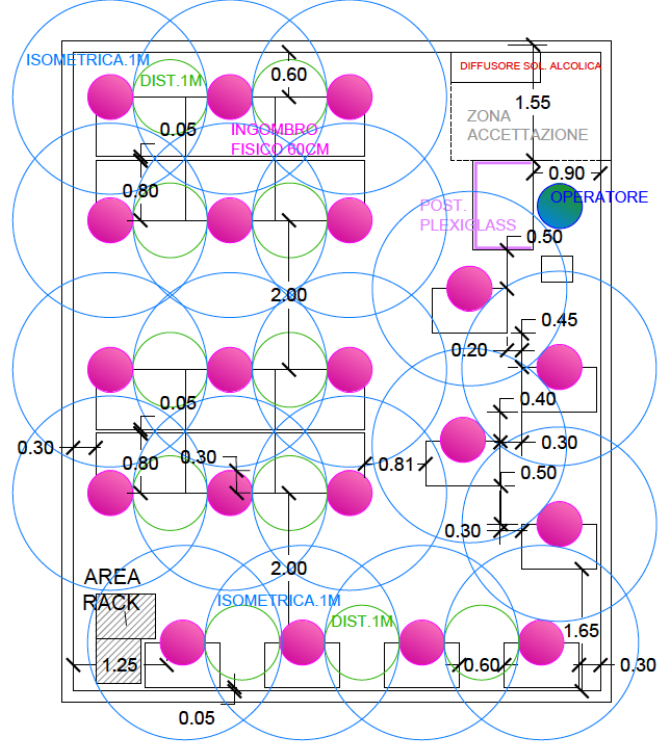 ISOMETRICA.1M
DIST.1M
0.60
DIFFUSORE SOL. ALCOLICA
1.55
ZONA
ACCETTAZIONE
0.05
INGOMBRO
FISICO 60CM
0.90
0.80
POST.
PLEXIGLASS
OPERATORE
0.50
2.00
0.45
0.20
0.05
0.40
0.30
0.80
0.30
0.81
0.30
0.50
0.30
2.00
AREA
RACK
ISOMETRICA.1M
DIST.1M
1.65
1.25
0.60
0.30
0.05